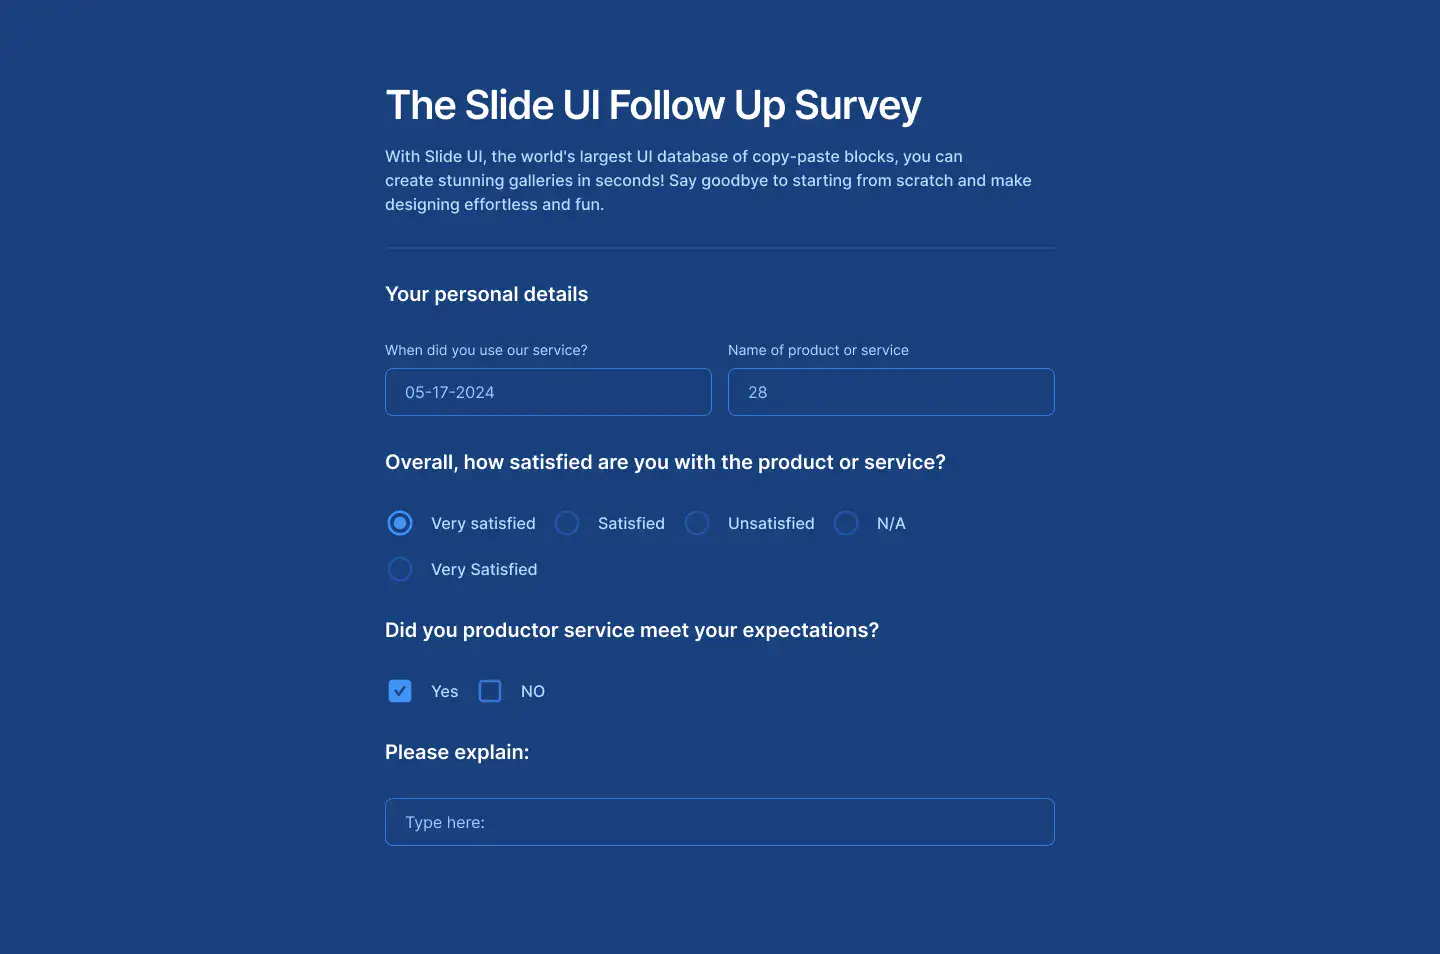 The Slide UI Follow Up Survey
With Slide UI, the world's largest UI database of copy-paste blocks, you can
create stunning galleries in seconds! Say goodbye to starting from scratch and make
designing effortless and fun.
Your personal details
When did you use our service?
Name of product or service
05-17-2024
28
Overall, how satisfied are you with the product or service?
Very satisfied
Satisfied
Unsatisfied
N/A
Very Satisfied
Did you productor service meet your expectations?
Yes
NO
Please explain:
Type here: